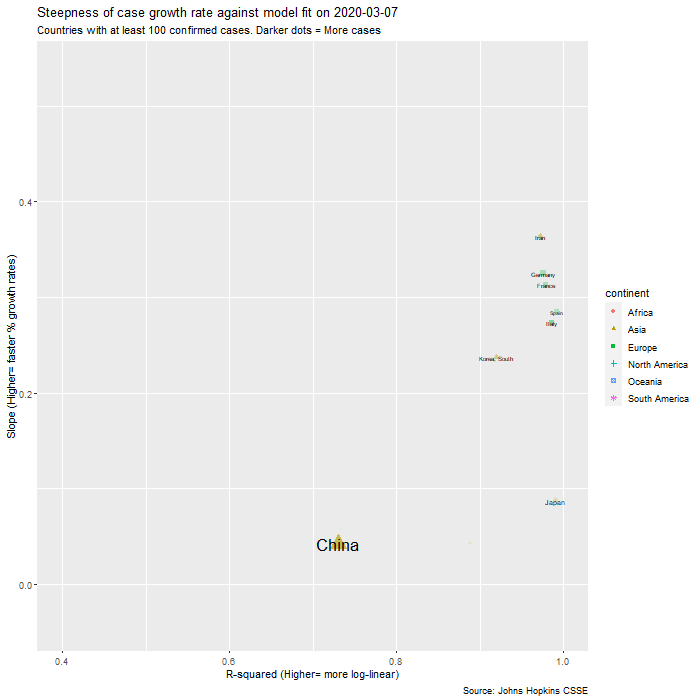 Steepness of case growth rate against model fit on 2020-03-07
Countries with at least 100 confirmed cases. Darker dots = More cases
Slope (Higher= faster % growth rates)
0.4
0.2
0.0
Iran
Germany
France
Spain
Italy
Korea, South
Japan
China
0.4
0.6
0.8
1.0
R-squared (Higher= more log-linear)
continent
Africa
Asia
Europe
North America
Oceania
South America
Source: Johns Hopkins CSSE